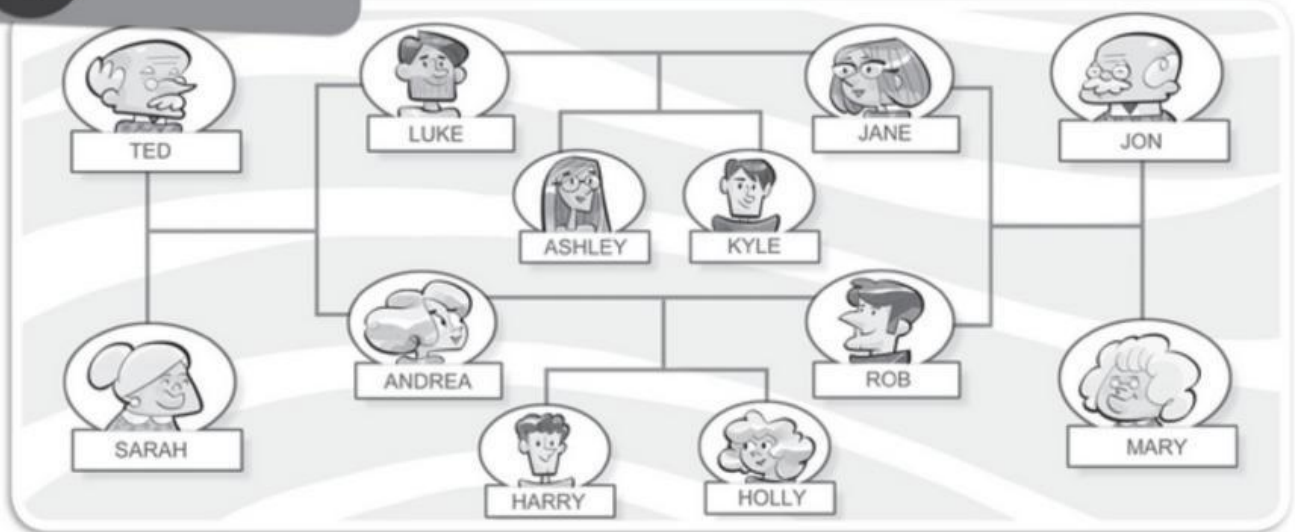 TED
LUKE
JANE
JON
ASHLEY
KYLE
ANDREA
ROB
SARAH
MARY
HARRY
HOLLY